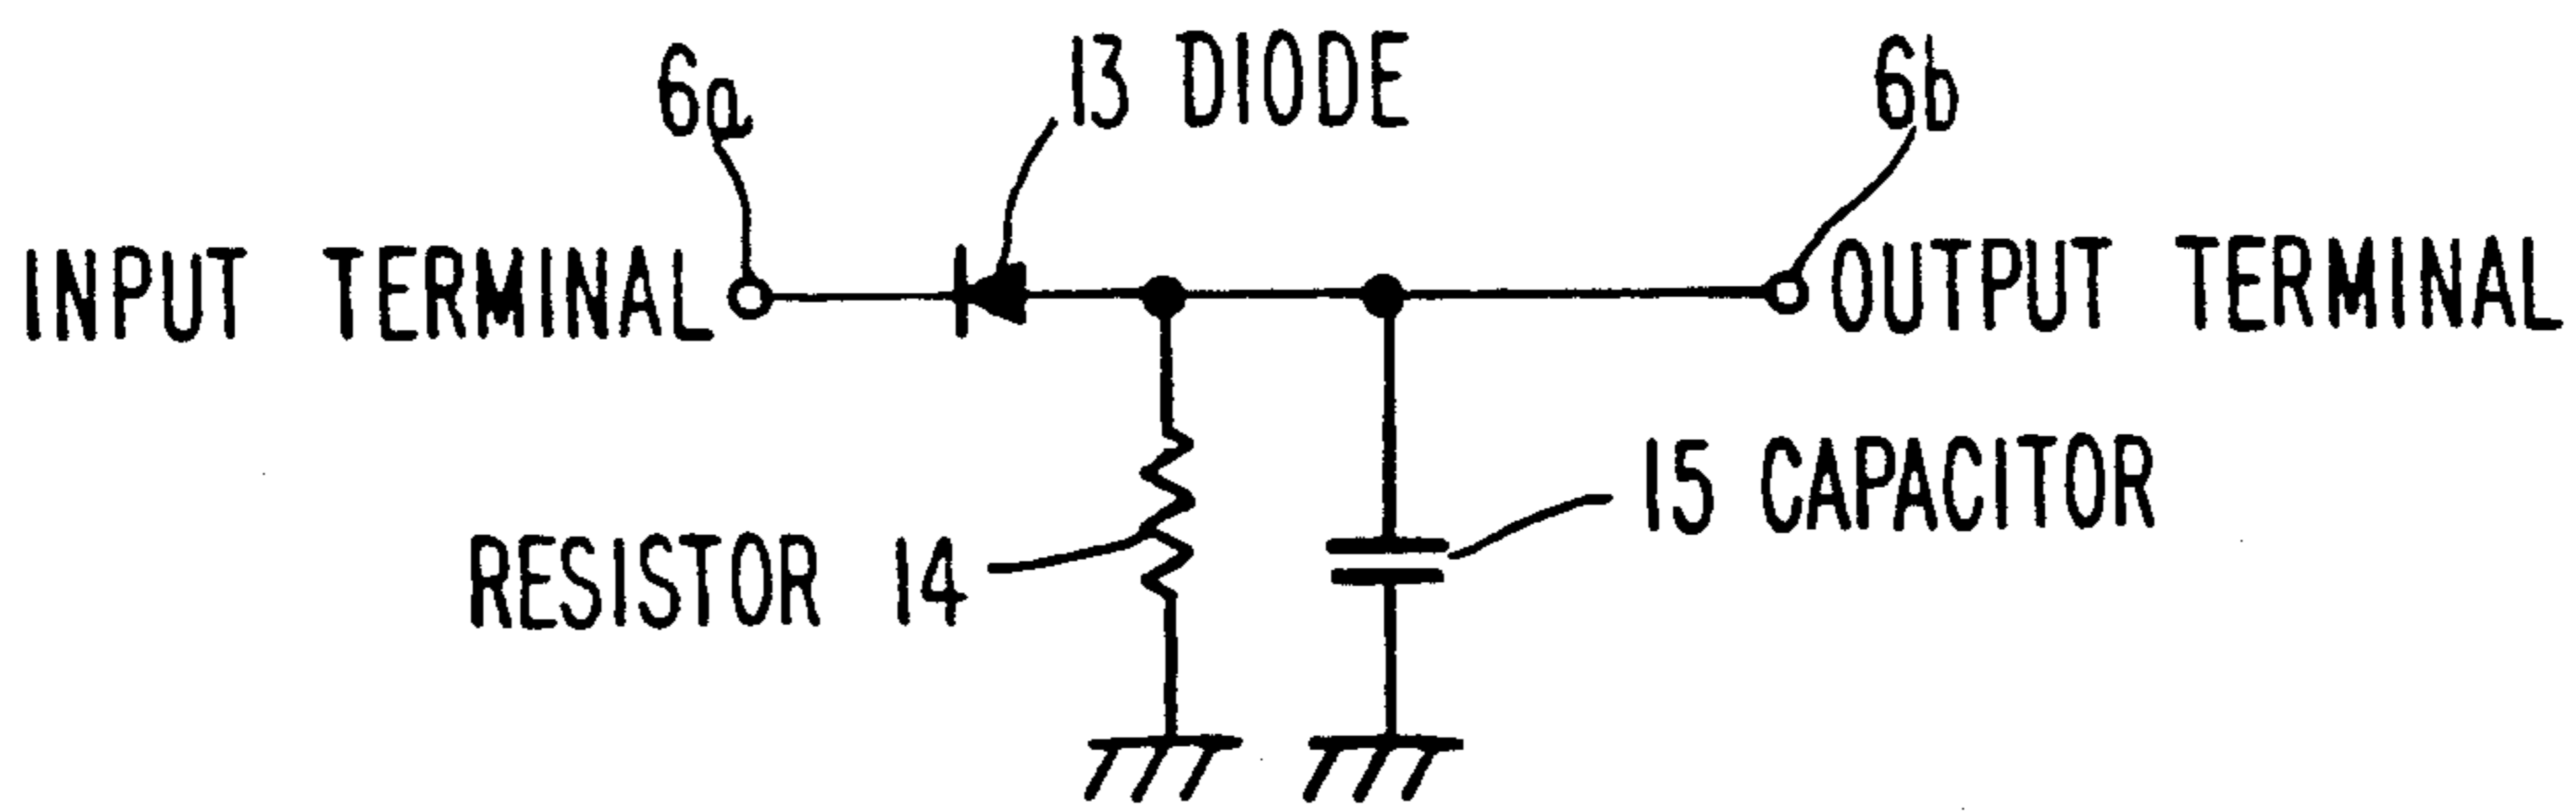 6a
13 DIODE
6b
INPUT TERMINAL
OUTPUT TERMINAL
15 CAPACITOR
RESISTOR 14